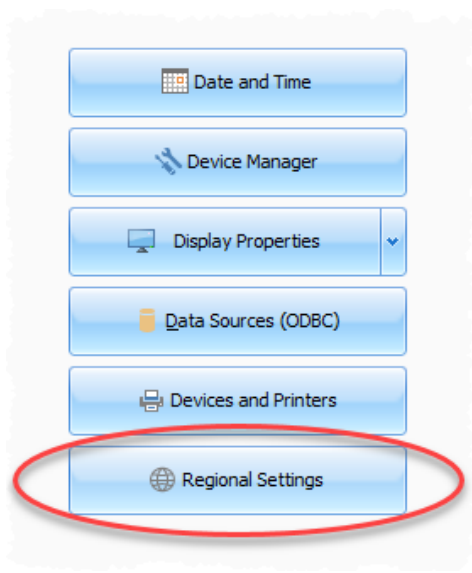 Date and Time
Device Manager
Display Properties
Data Sources (ODBC)
Devices and Printers
Regional Settings